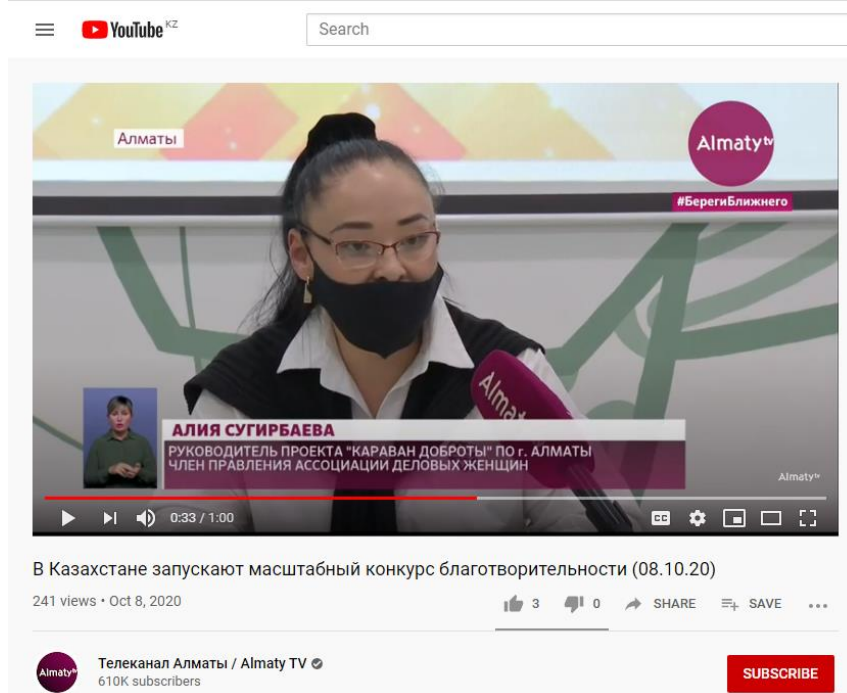 YouTube KZ
Search
Алматы
Almaty tv
#БерегиБлижнего
Alma
АЛИЯ СУГИРБАЕВА
РУКОВОДИТЕЛЬ ПРОЕКТА "КАРАВАН ДОБРОТЫ" ПО г. АЛМАТЫ
ЧЛЕН ПРАВЛЕНИЯ АССОЦИАЦИИ ДЕЛОВЫХ ЖЕНЩИН
Almaty tv
0:33 / 1:00
CC
В Казахстане запускают масштабный конкурс благотворительности (08.10.20)
241 views • Oct 8, 2020
3 0 SHARE SAVE
Almaty tv
Телеканал Алматы / Almaty TV
610K subscribers
SUBSCRIBE